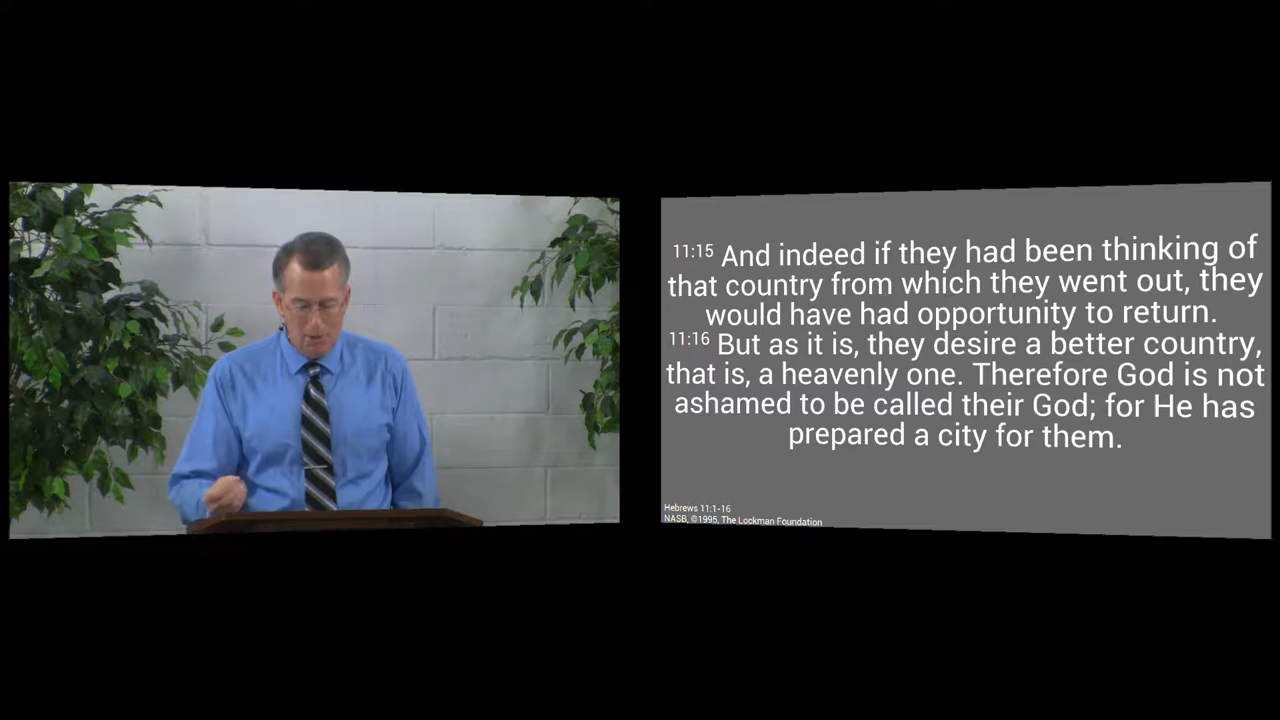 11:15 And indeed if they had been thinking of
that country from which they went out, they
would have had opportunity to return.
11:16 But as it is, they desire a better country,
that is, a heavenly one. Therefore God is not
ashamed to be called their God; for He has
prepared a city for them.
Hebrews 11:1-16
NASB, ©1995, The Lockman Foundation